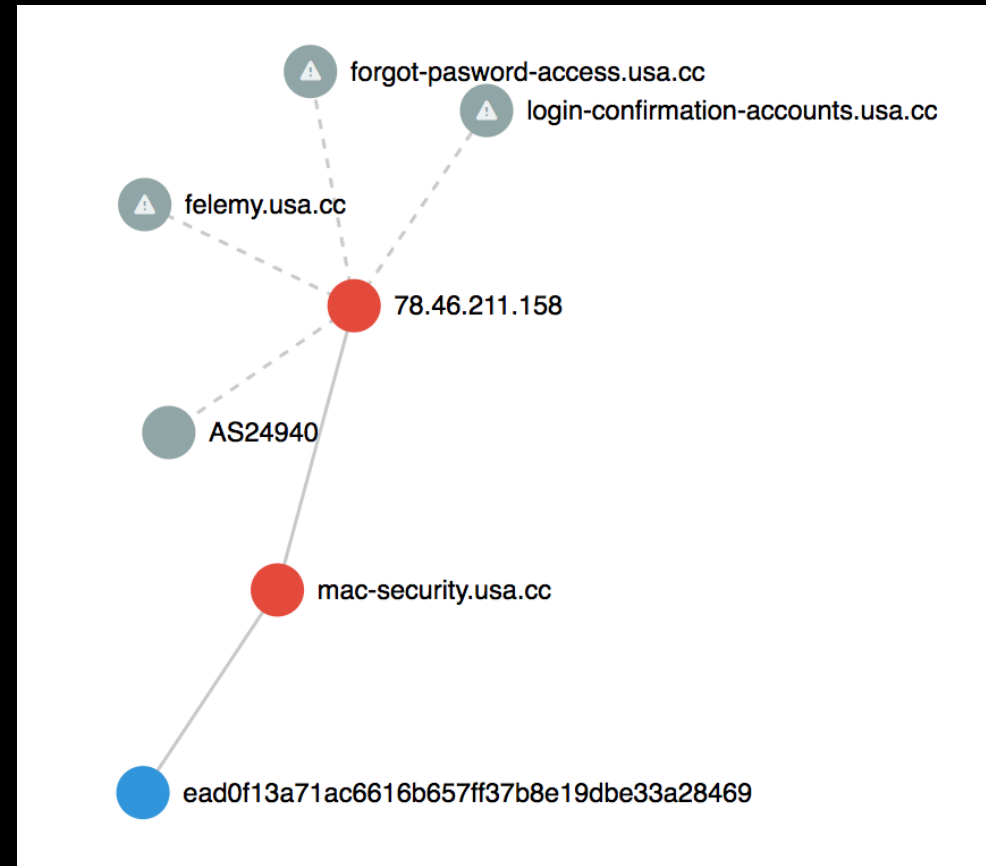 forgot-pasword-access.usa.cc
login-confirmation-accounts.usa.cc
felemy.usa.cc
78.46.211.158
AS24940
mac-security.usa.cc
ead0f13a71ac6616b657ff37b8e19dbe33a28469